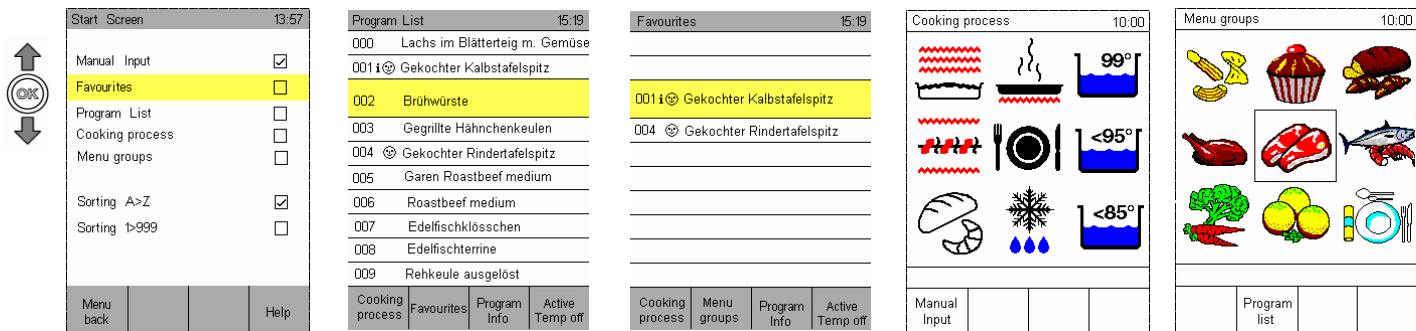 OK
Start Screen 13:57
Manual Input
Favourites
Program List
Cooking process
Menu groups
Sorting A>Z
Sorting 1>999
Menu back
Help
Program List 15:19
000 Lachs im Blätterteig m. Gemüse
001 i Gekochter Kalbstafelspitz
002 Brühwürste
003 Gegrillte Hähnchenkeulen
004 Gekochter Rindertafelspitz
005 Garen Roastbeef medium
006 Roastbeef medium
007 Edelfischklösschen
008 Edelfischterrine
009 Rehkeule ausgelöst
Cooking process
Favourites
Program Info
Active Temp off
Favourites 15:19
001 i Gekochter Kalbstafelspitz
004 Gekochter Rindertafelspitz
Cooking process
Menu groups
Program Info
Active Temp off
Cooking process 10:00
99°
<95°
<85°
Manual Input
Menu groups 10:00
Program list